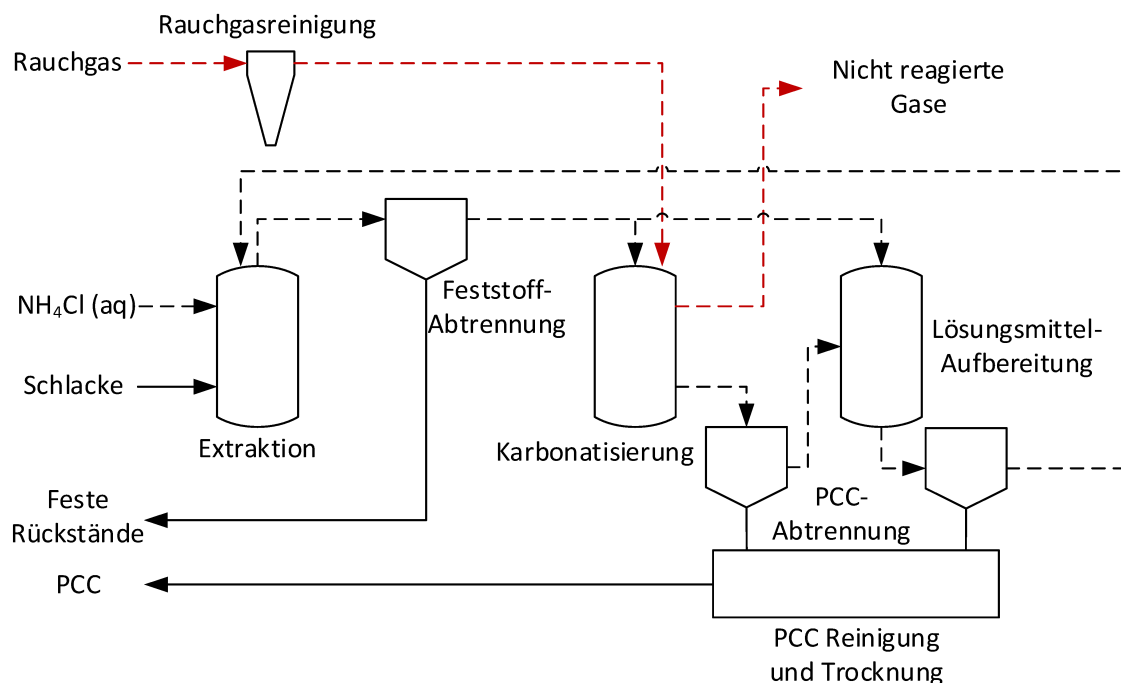 Rauchgasreinigung
Rauchgas
Nicht reagierte
Gase
NH₄Cl (aq)
Feststoff-
Abtrennung
Lösungsmittel-
Aufbereitung
Schlacke
Extraktion
Karbonatisierung
Feste
Rückstände
PCC-
Abtrennung
PCC
PCC Reinigung
und Trocknung